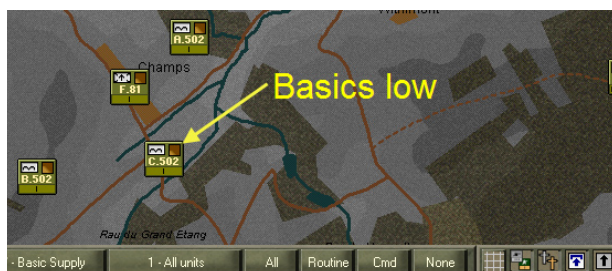 A.502
Champs
F.81
Basics low
C.502
B.502
Rau du Grand Etang
- Basic Supply
1 - All units
All
Routine
Cmd
None